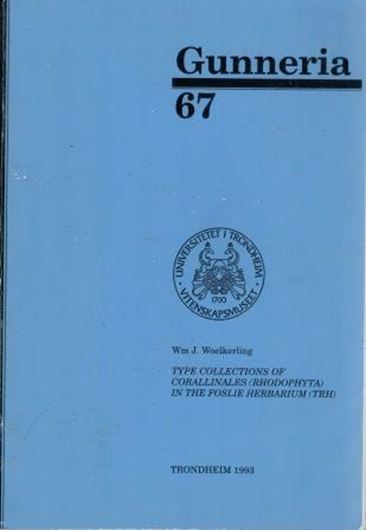 Gunneria
67
UNIVERSITETET I TRONDHEIM
1760
VITENSKAPSMUSEET
Wm J. Woelkerling
TYPE COLLECTIONS OF
CORALLINALES (RHODOPHYTA)
IN THE FOSLIE HERBARIUM (TRH)
TRONDHEIM 1993